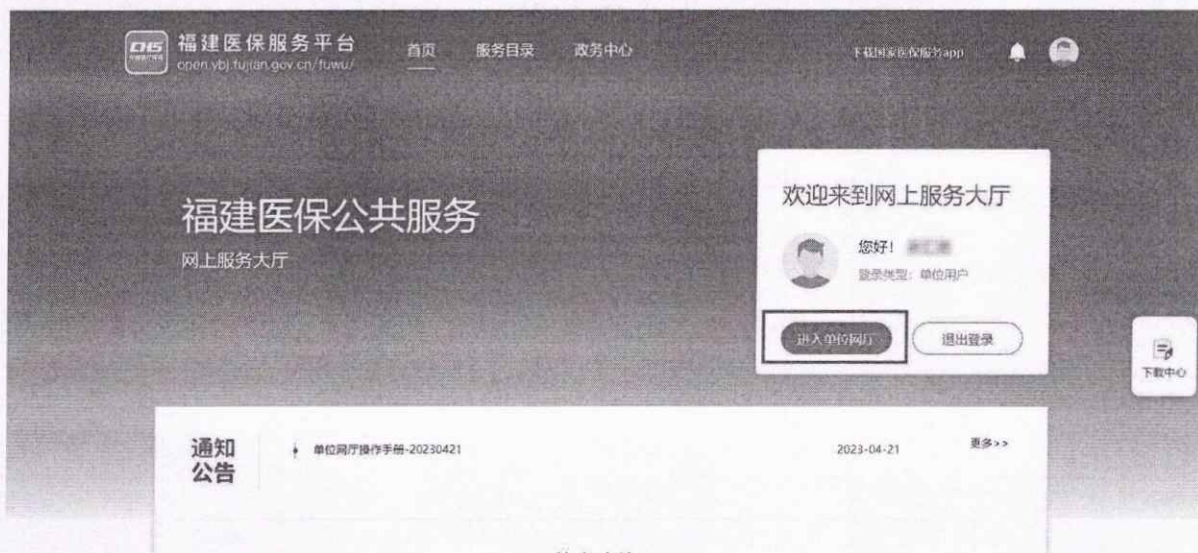 CHS
福建医保服务平台
open.ybj.fujian.gov.cn/fuwu/
首页
服务目录
政务中心
下载国家医保服务app
福建医保公共服务
网上服务大厅
欢迎来到网上服务大厅
您好!
登录类型：单位用户
进入单位网厅
退出登录
下载中心
通知
公告
单位网厅操作手册-20230421
2023-04-21
更多>>